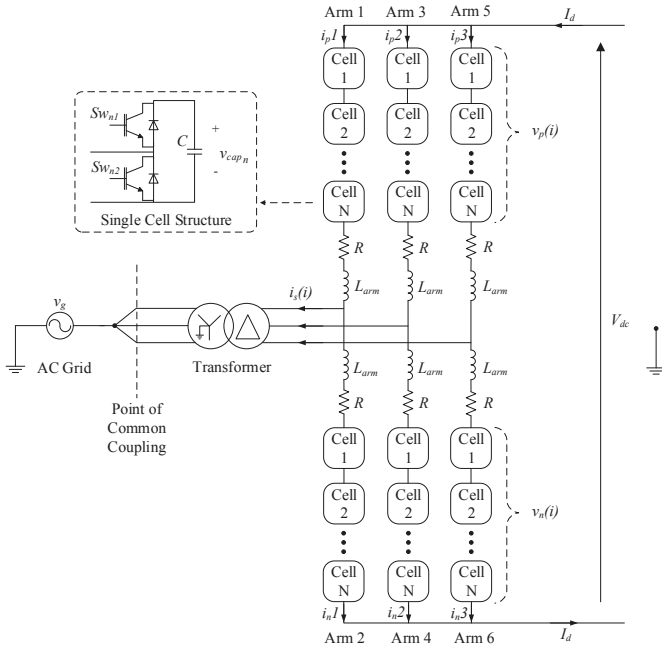 Arm 1 Arm 3 Arm 5
I_d
i_p1 i_p2 i_p3
Cell 1 Cell 1 Cell 1
Cell 2 Cell 2 Cell 2
v_p(i)
Cell N Cell N Cell N
Sw_n1
Sw_n2
C
+
v_cap_n
-
Single Cell Structure
R R R
L_arm L_arm L_arm
i_s(i)
v_g
AC Grid
Transformer
Point of
Common
Coupling
V_dc
L_arm L_arm L_arm
R R R
Cell 1 Cell 1 Cell 1
Cell 2 Cell 2 Cell 2
v_n(i)
Cell N Cell N Cell N
i_n1 i_n2 i_n3
I_d
Arm 2 Arm 4 Arm 6